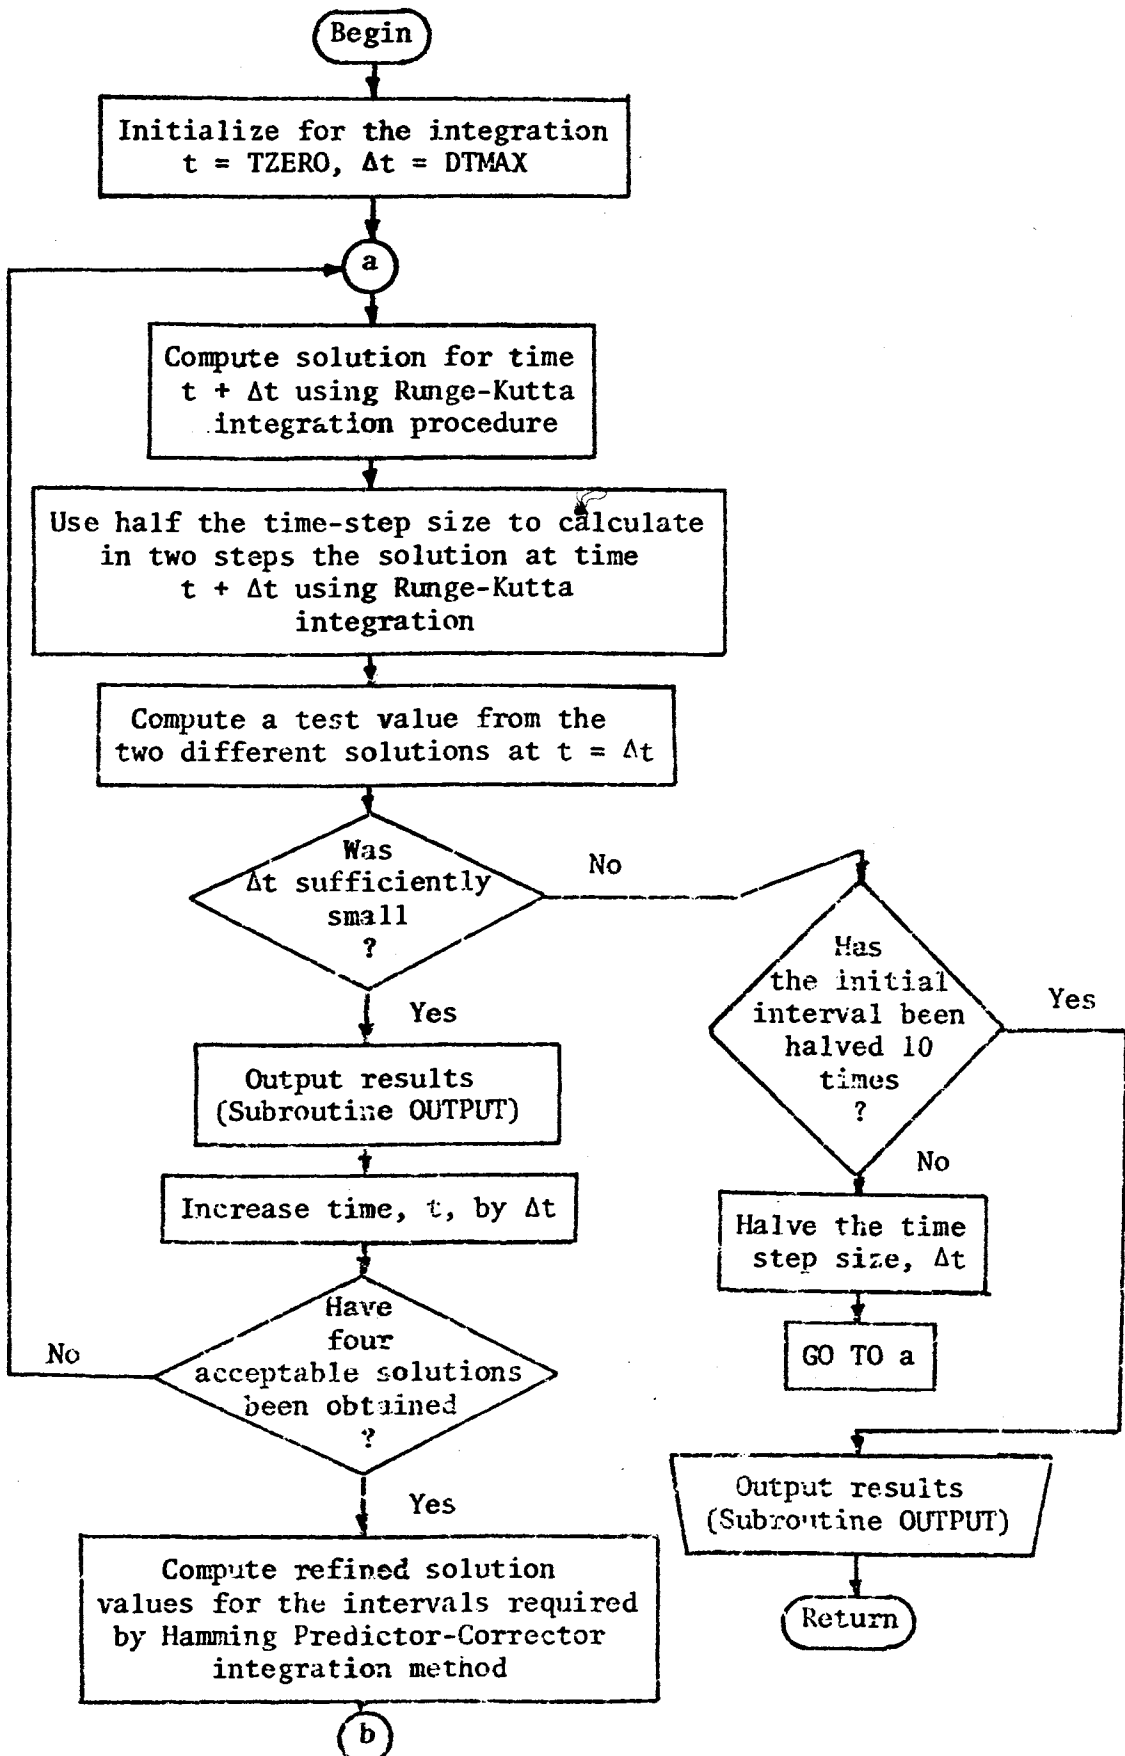 Begin
Initialize for the integration
t = TZERO, Δt = DTMAX
a
Compute solution for time
t + Δt using Runge-Kutta
integration procedure
Use half the time-step size to calculate
in two steps the solution at time
t + Δt using Runge-Kutta
integration
Compute a test value from the
two different solutions at t = Δt
Was
Δt sufficiently
small
?
No
Yes
Has
the initial
interval been
halved 10
times
?
Yes
No
Output results
(Subroutine OUTPUT)
Increase time, t, by Δt
Halve the time
step size, Δt
GO TO a
Have
four
acceptable solutions
been obtained
?
No
Yes
Output results
(Subroutine OUTPUT)
Return
Compute refined solution
values for the intervals required
by Hamming Predictor-Corrector
integration method
b